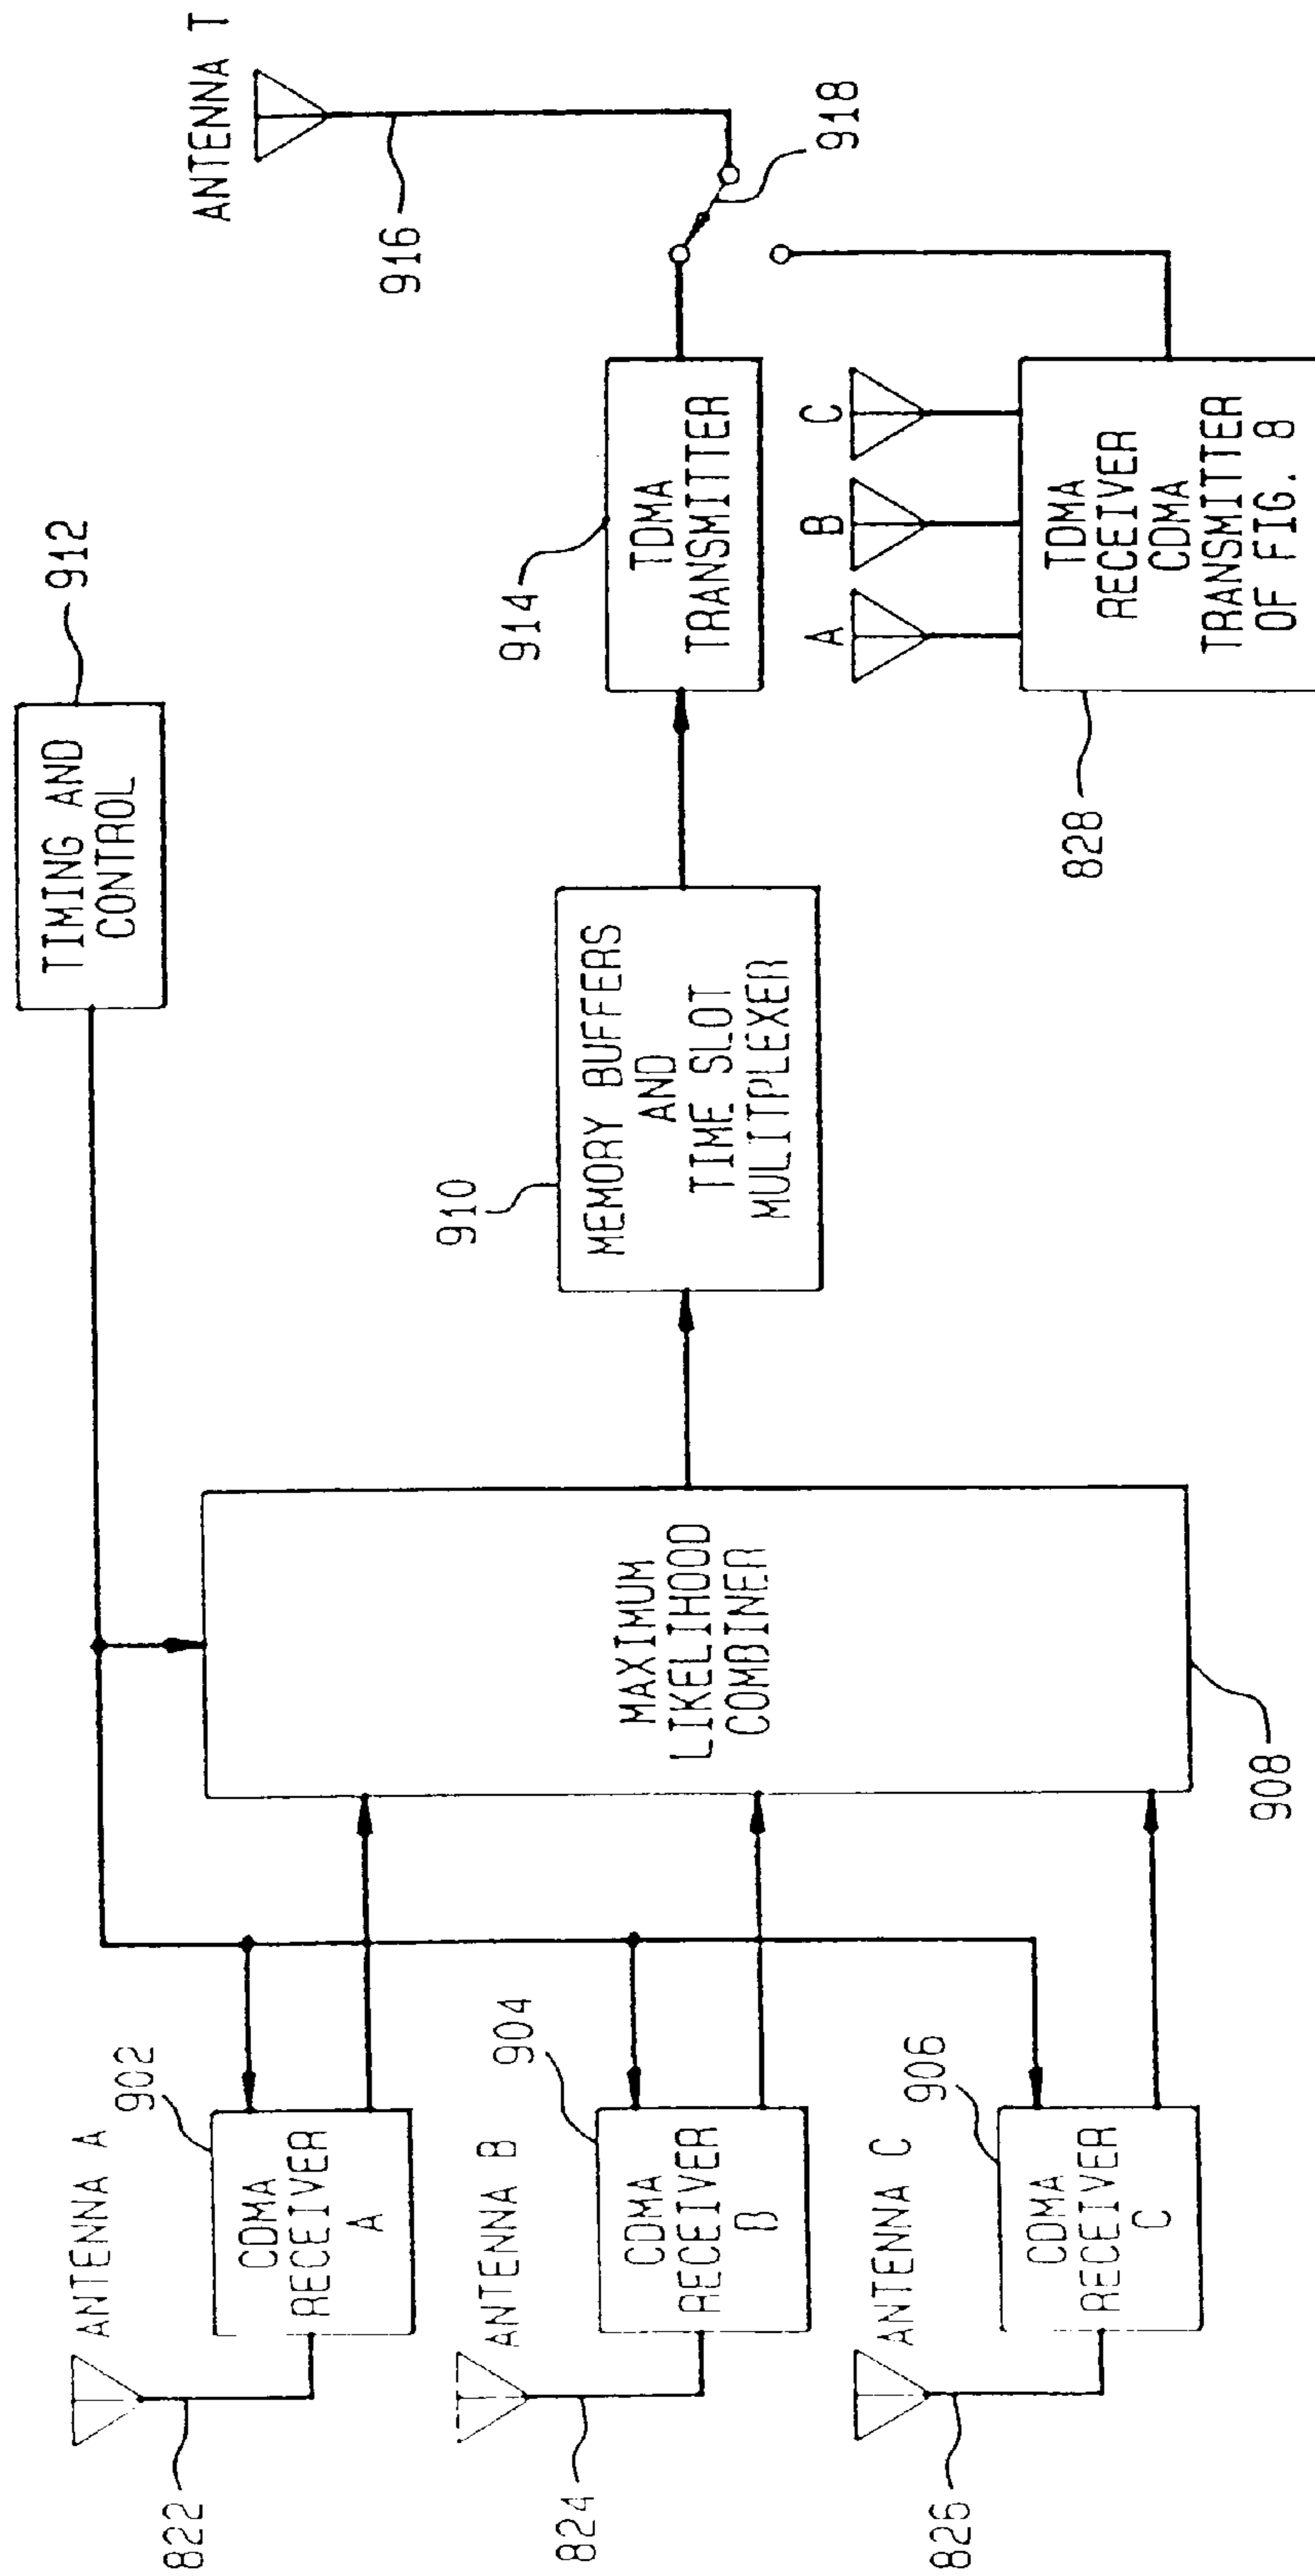 ANTENNA A
822
902
CDMA
RECEIVER
A
ANTENNA B
824
904
CDMA
RECEIVER
B
ANTENNA C
826
906
CDMA
RECEIVER
C
MAXIMUM
LIKELIHOOD
COMBINER
908
TIMING AND
CONTROL
912
910
MEMORY BUFFERS
AND
TIME SLOT
MULITPLEXER
914
TDMA
TRANSMITTER
ANTENNA T
916
918
A
B
C
828
TDMA
RECEIVER
CDMA
TRANSMITTER
OF FIG. 8